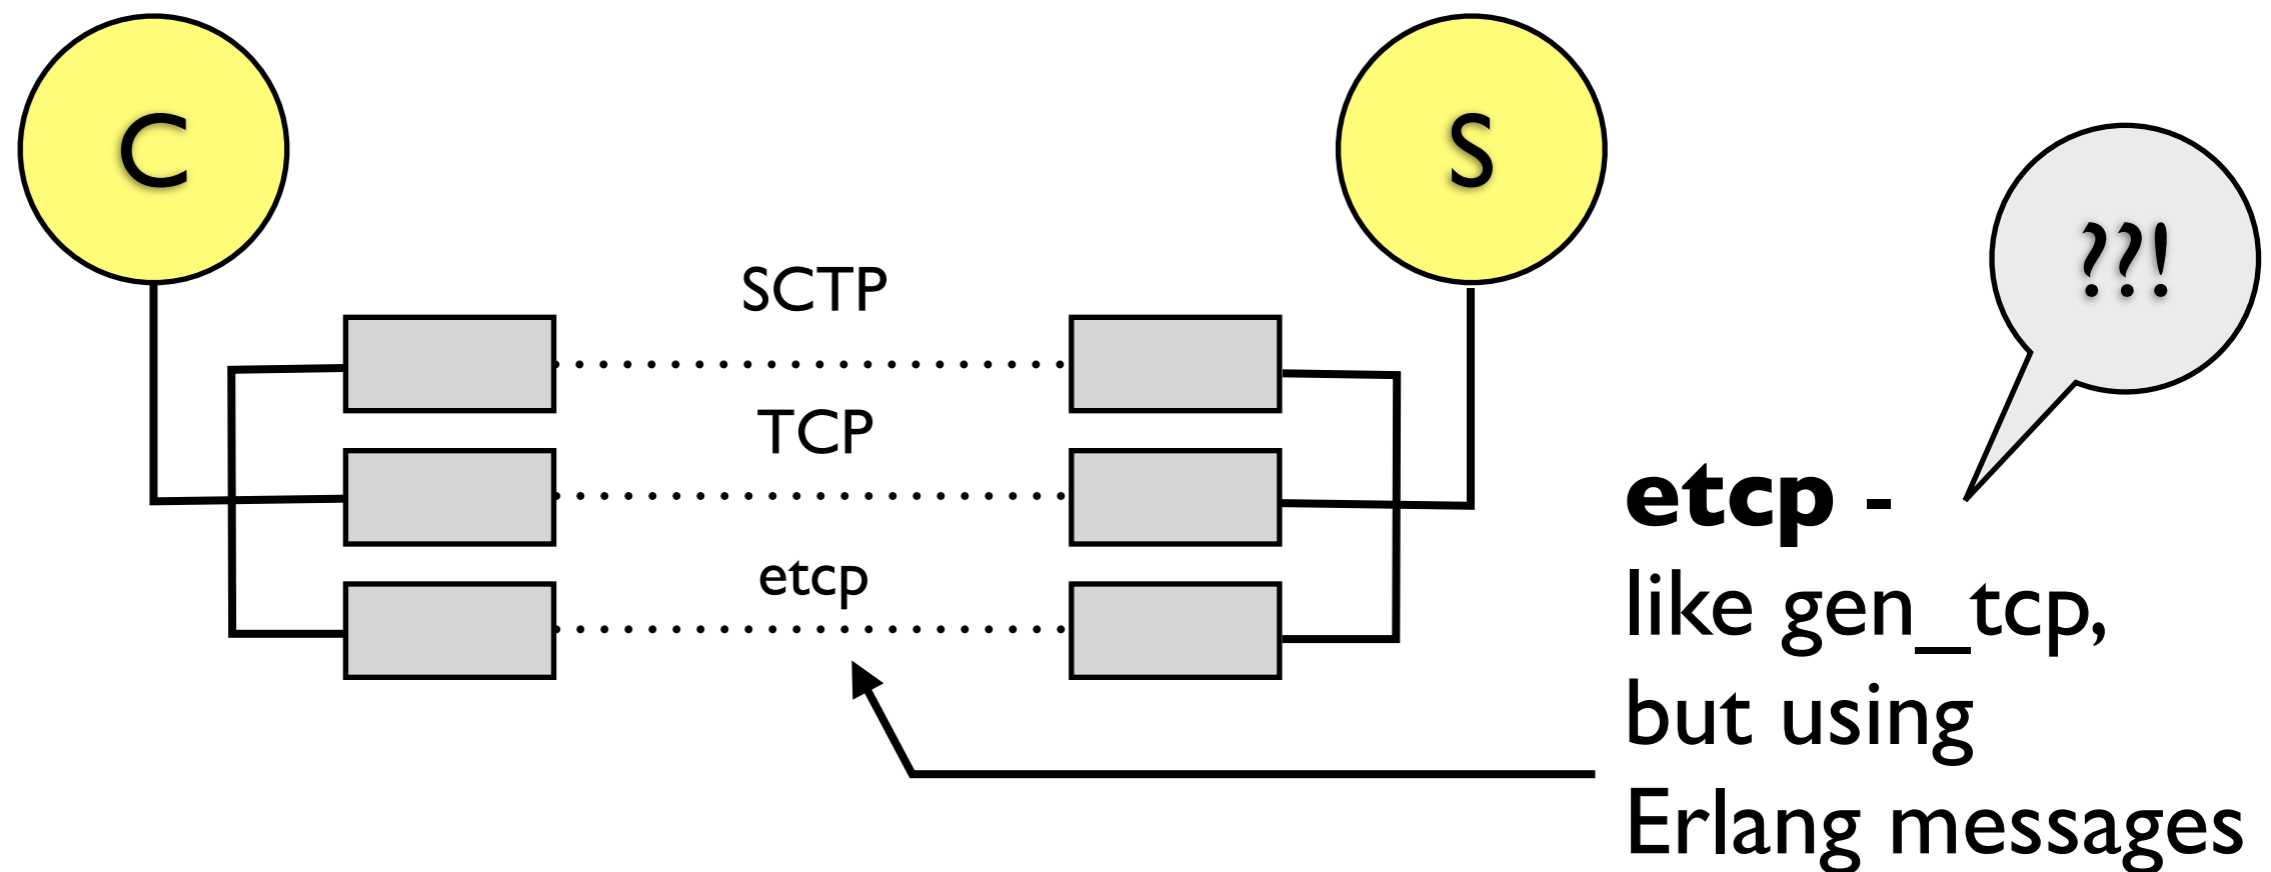 C
S
??!
SCTP
TCP
etcp
etcp -
like gen_tcp,
but using
Erlang messages